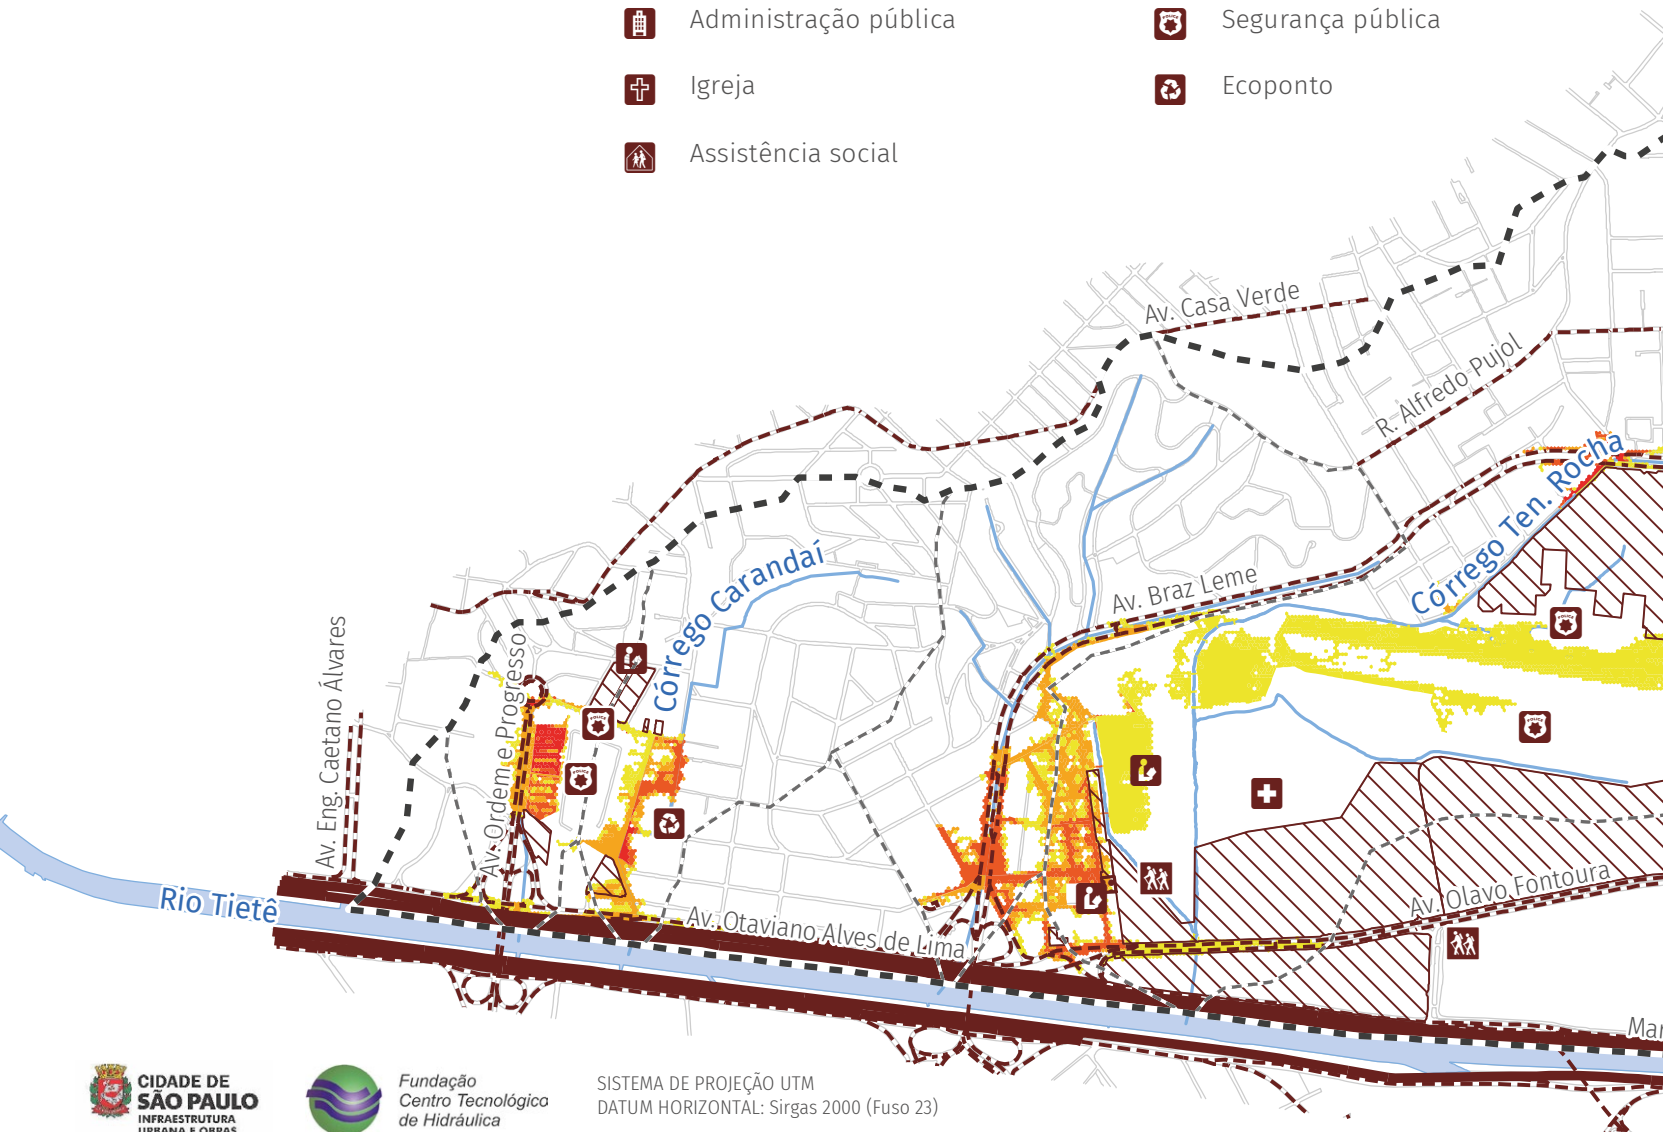 Administração pública
Segurança pública
Igreja
Ecoponto
Assistência social
Av. Casa Verde
R. Alfredo Pujol
Córrego Ten. Rocha
Av. Braz Leme
Córrego Carandaí
Av. Eng. Caetano Álvares
Av. Ordem e Progresso
Rio Tietê
Av. Otaviano Alves de Lima
Av. Olavo Fontoura
Mar
CIDADE DE
SÃO PAULO
INFRAESTRUTURA
URBANA E OBRAS
Fundação
Centro Tecnológico
de Hidráulica
SISTEMA DE PROJEÇÃO UTM
DATUM HORIZONTAL: Sirgas 2000 (Fuso 23)